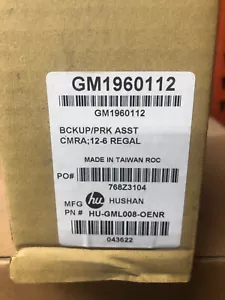 GM1960112
GM1960112
BCKUP/PRK ASST
CMRA;12-6 REGAL
MADE IN TAIWAN ROC
PO#
768Z3104
MFG hu HUSHAN
PN # HU-GML008-OENR
043622